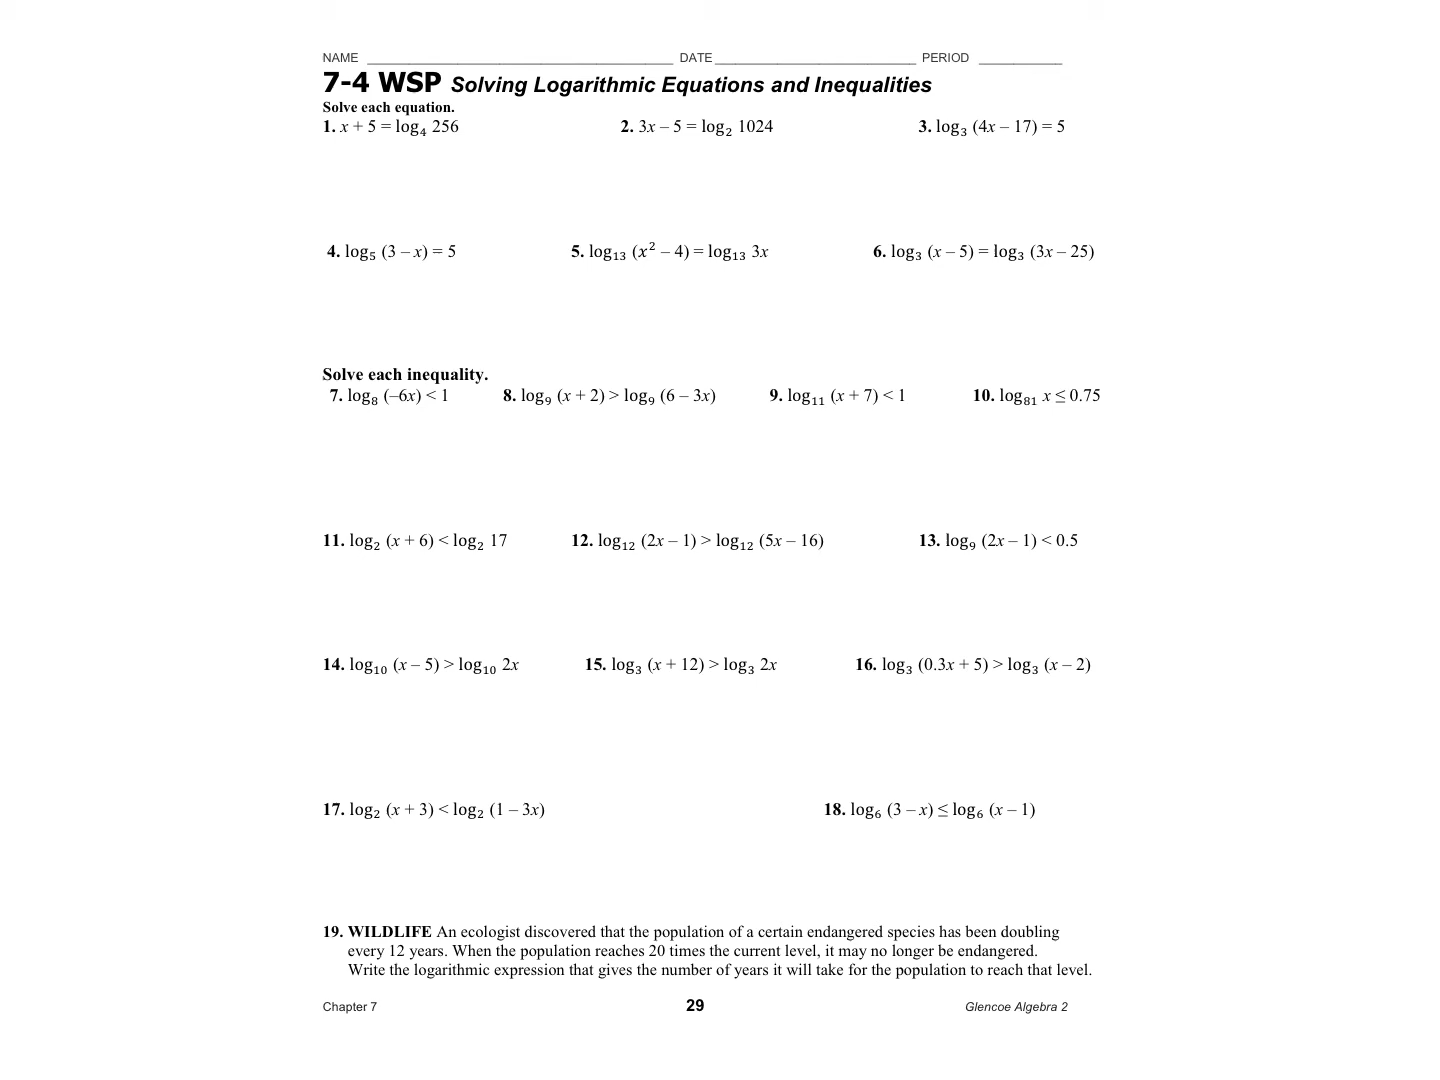 NAME ______ DATE ______ PERIOD ______
7-4 WSP Solving Logarithmic Equations and Inequalities
Solve each equation.
1. x + 5 = log₄ 256 2. 3x – 5 = log₂ 1024 3. log₃ (4x – 17) = 5
4. log₅ (3 – x) = 5 5. log₁₃ (x² – 4) = log₁₃ 3x 6. log₃ (x – 5) = log₃ (3x – 25)
Solve each inequality.
7. log₈ (–6x) < 1 8. log₉ (x + 2) > log₉ (6 – 3x) 9. log₁₁ (x + 7) < 1 10. log₈₁ x ≤ 0.75
11. log₂ (x + 6) < log₂ 17 12. log₁₂ (2x – 1) > log₁₂ (5x – 16) 13. log₉ (2x – 1) < 0.5
14. log₁₀ (x – 5) > log₁₀ 2x 15. log₃ (x + 12) > log₃ 2x 16. log₃ (0.3x + 5) > log₃ (x – 2)
17. log₂ (x + 3) < log₂ (1 – 3x) 18. log₆ (3 – x) ≤ log₆ (x – 1)
19. WILDLIFE An ecologist discovered that the population of a certain endangered species has been doubling
every 12 years. When the population reaches 20 times the current level, it may no longer be endangered.
Write the logarithmic expression that gives the number of years it will take for the population to reach that level.
Chapter 7 29 Glencoe Algebra 2